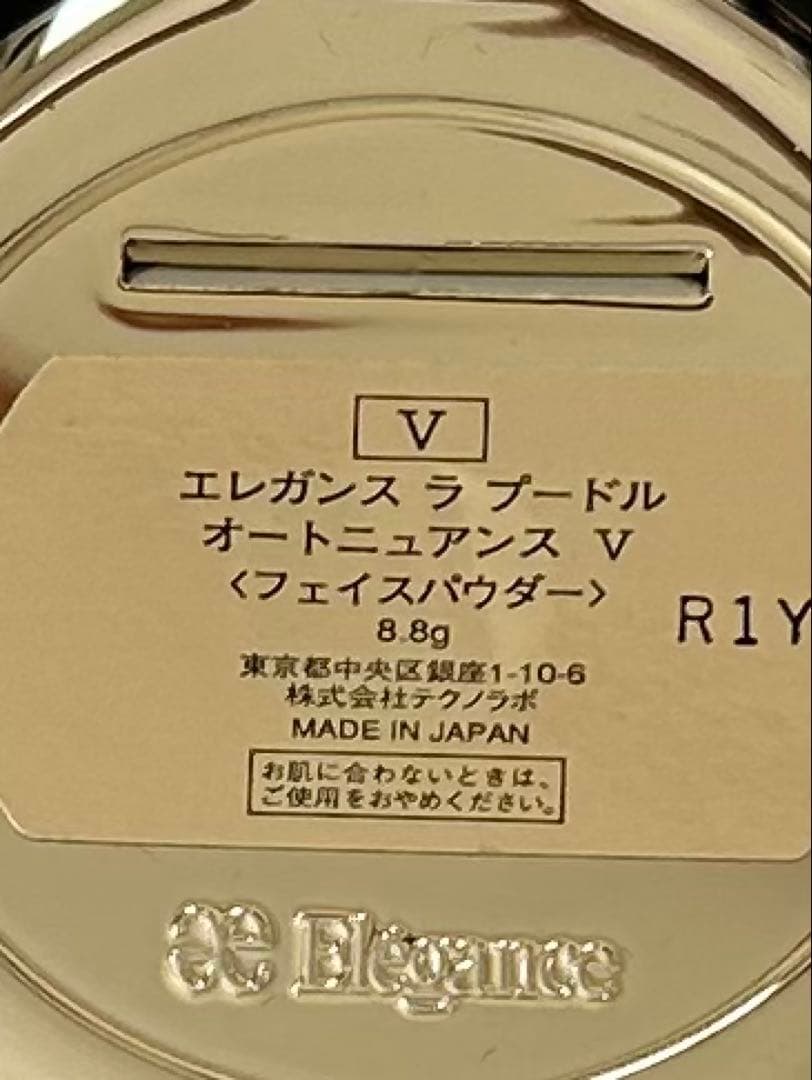 V
エレガンス ラ プードル
オートニュアンス V
〈フェイスパウダー〉
8.8g
R1Y
東京都中央区銀座1-10-6
株式会社テクノラボ
MADE IN JAPAN
お肌に合わないときは、
ご使用をおやめください。
æ Elégance